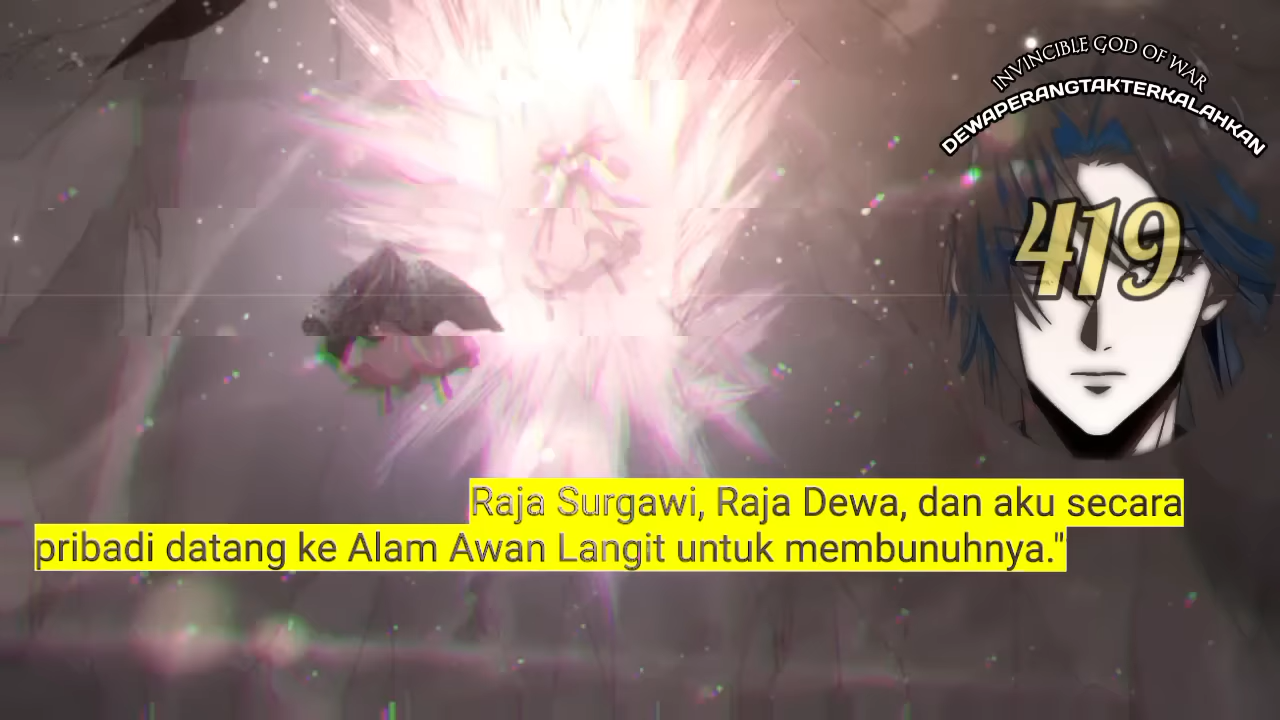 INVINCIBLE GOD OF WAR
DEWAPERANGTAKTERKALAHKAN
419
Raja Surgawi, Raja Dewa, dan aku secara
pribadi datang ke Alam Awan Langit untuk membunuhnya."